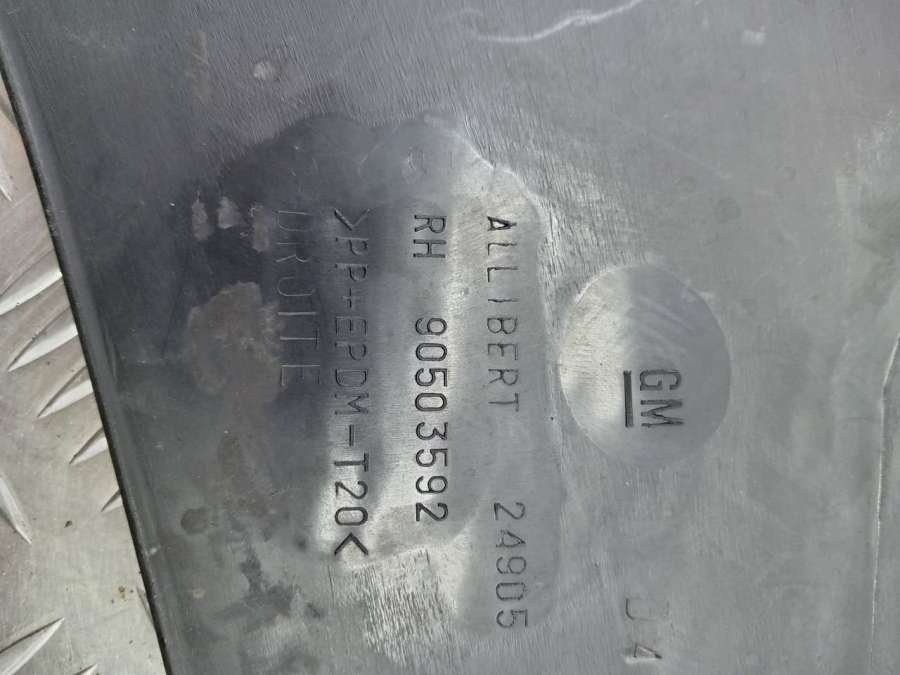 GM
ALLIBERT 24905
RH 90503592
>PP+EPDM-T20<
DROITE